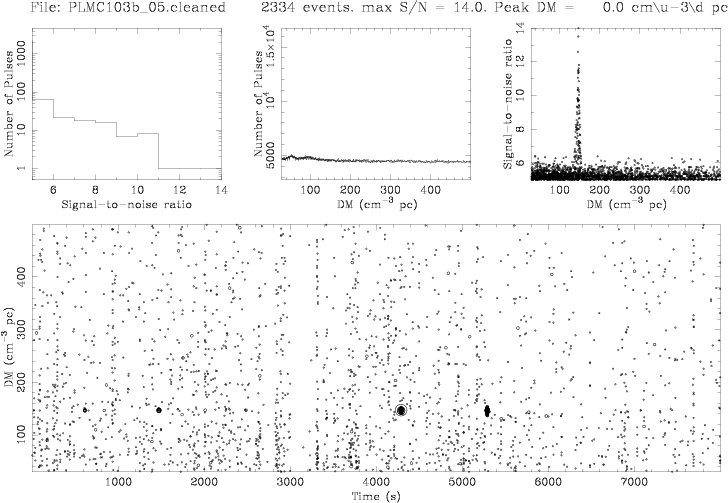 File: PLMC103b_05.cleaned 2334 events. max S/N = 14.0. Peak DM = 0.0 cm\u-3\d pc
Number of Pulses
1000
100
10
1
6 8 10 12 14
Signal-to-noise ratio
Number of Pulses
1.5×10⁴
10⁴
5000
100 200 300 400
DM (cm⁻³ pc)
Signal-to-noise ratio
14
12
10
8
6
100 200 300 400
DM (cm⁻³ pc)
DM (cm⁻³ pc)
400
300
200
100
1000 2000 3000 4000 5000 6000 7000
Time (s)